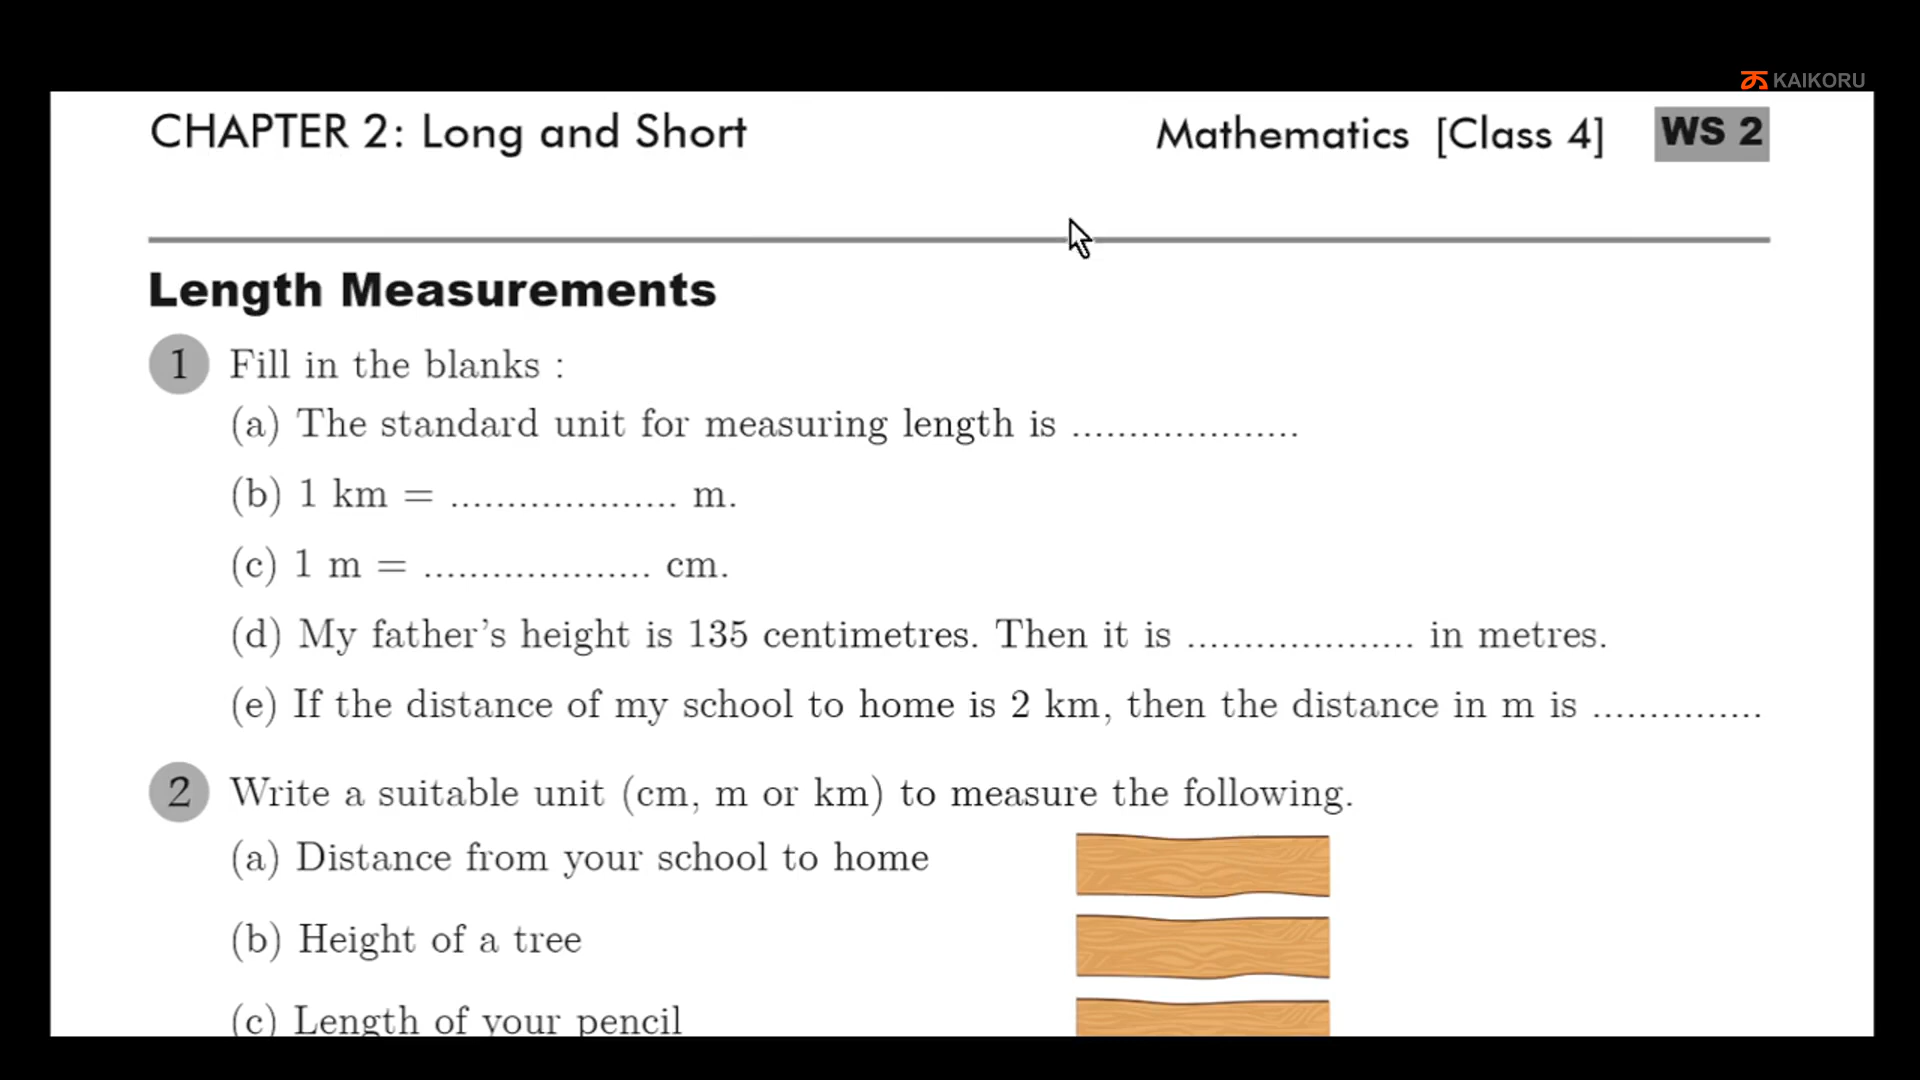 KAIKORU
CHAPTER 2: Long and Short
Mathematics [Class 4] WS 2
Length Measurements
1 Fill in the blanks :
(a) The standard unit for measuring length is ....................
(b) 1 km = .................... m.
(c) 1 m = .................... cm.
(d) My father's height is 135 centimetres. Then it is .................... in metres.
(e) If the distance of my school to home is 2 km, then the distance in m is ...............
2 Write a suitable unit (cm, m or km) to measure the following.
(a) Distance from your school to home
(b) Height of a tree
(c) Length of your pencil